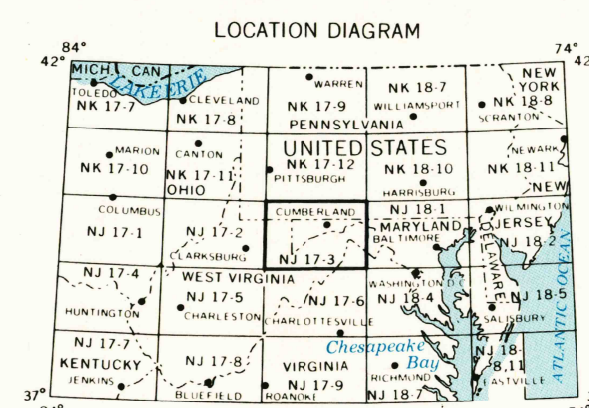 LOCATION DIAGRAM
84° 74°
42° 42
MICH. CAN NEW
LAKE ERIE WARREN NK 18-7 YORK
TOLEDO CLEVELAND NK 17-9 WILLIAMSPORT NK 18-8
NK 17-7 NK 17-8 PENNSYLVANIA SCRANTON
UNITED STATES
MARION CANTON NK 17-12 NK 18-10 NEWARK
NK 17-10 NK 17-11 PITTSBURGH NK 18-11
OHIO HARRISBURG NEW
COLUMBUS CUMBERLAND NJ 18-1 WILMINGTON
NJ 17-1 NJ 17-2 MARYLAND JERSEY
CLARKSBURG NJ 17-3 BALTIMORE DELAWARE NJ 18-2
NJ 17-4 WEST VIRGINIA WASHINGTON D.C.
NJ 17-5 NJ 17-6 NJ 18-4 NJ 18-5
HUNTINGTON CHARLESTON CHARLOTTESVILLE SALISBURY
ATLANTIC OCEAN
NJ 17-7 Chesapeake NJ 18-
KENTUCKY NJ 17-8 VIRGINIA Bay 8,11
JENKINS NJ 17-9 RICHMOND EASTVILLE
37° BLUEFIELD ROANOKE NJ 18-7